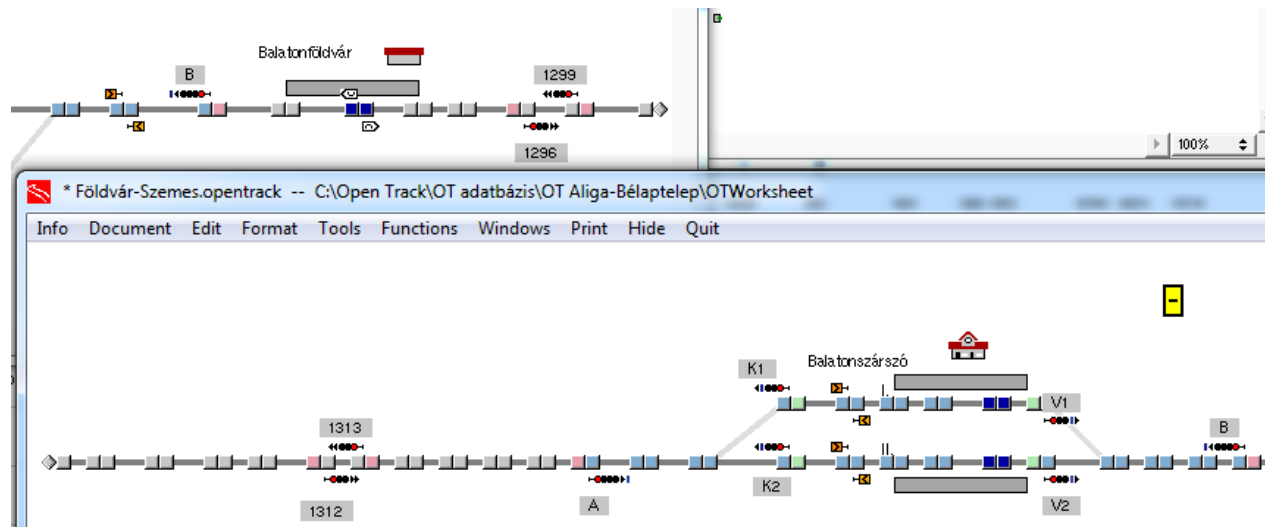 Balatonföldvár
B
1299
1296
100%
* Földvár-Szemes.opentrack -- C:\Open Track\OT adatbázis\OT Aliga-Bélaptelep\OTWorksheet
Info Document Edit Format Tools Functions Windows Print Hide Quit
Balatonszárszó
K1
I.
V1
1313
B
II.
K2
A
V2
1312